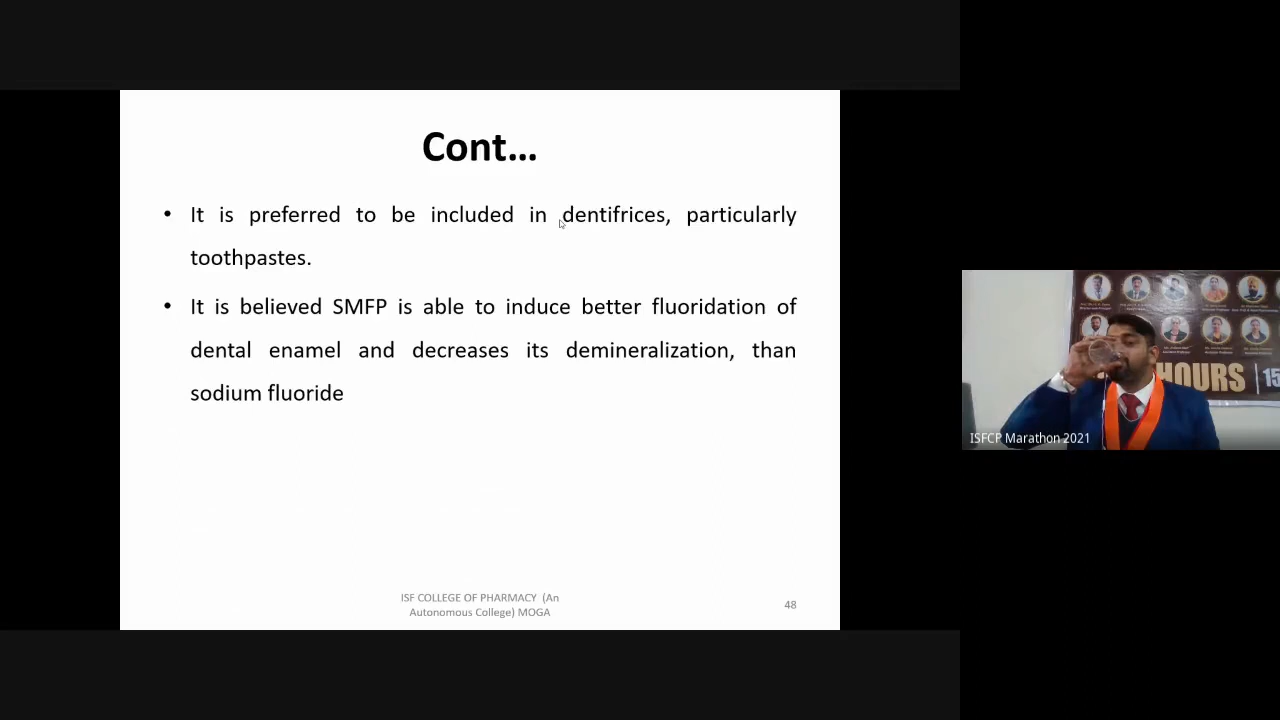 Cont...
• It is preferred to be included in dentifrices, particularly
toothpastes.
• It is believed SMFP is able to induce better fluoridation of
dental enamel and decreases its demineralization, than
sodium fluoride
ISF COLLEGE OF PHARMACY (An
Autonomous College) MOGA
48
HOURS 15
ISFCP Marathon 2021